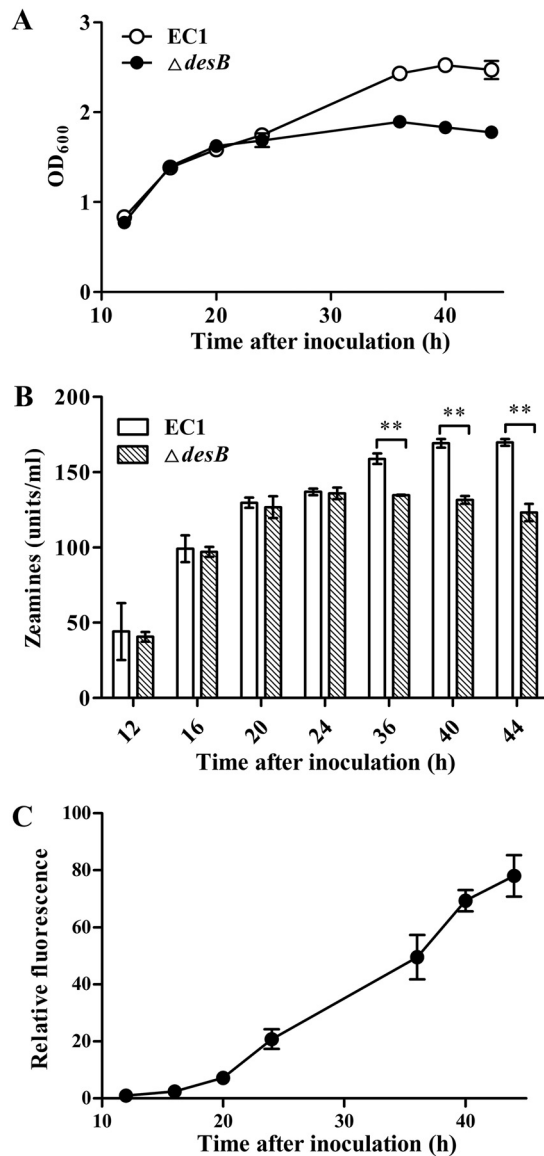 A
EC1
△desB
OD600
3
2
1
0
10 20 30 40
Time after inoculation (h)
B
EC1
△desB
** ** **
Zeamines (units/ml)
200
150
100
50
0
12 16 20 24 36 40 44
Time after inoculation (h)
C
Relative fluorescence
100
80
60
40
20
0
10 20 30 40
Time after inoculation (h)